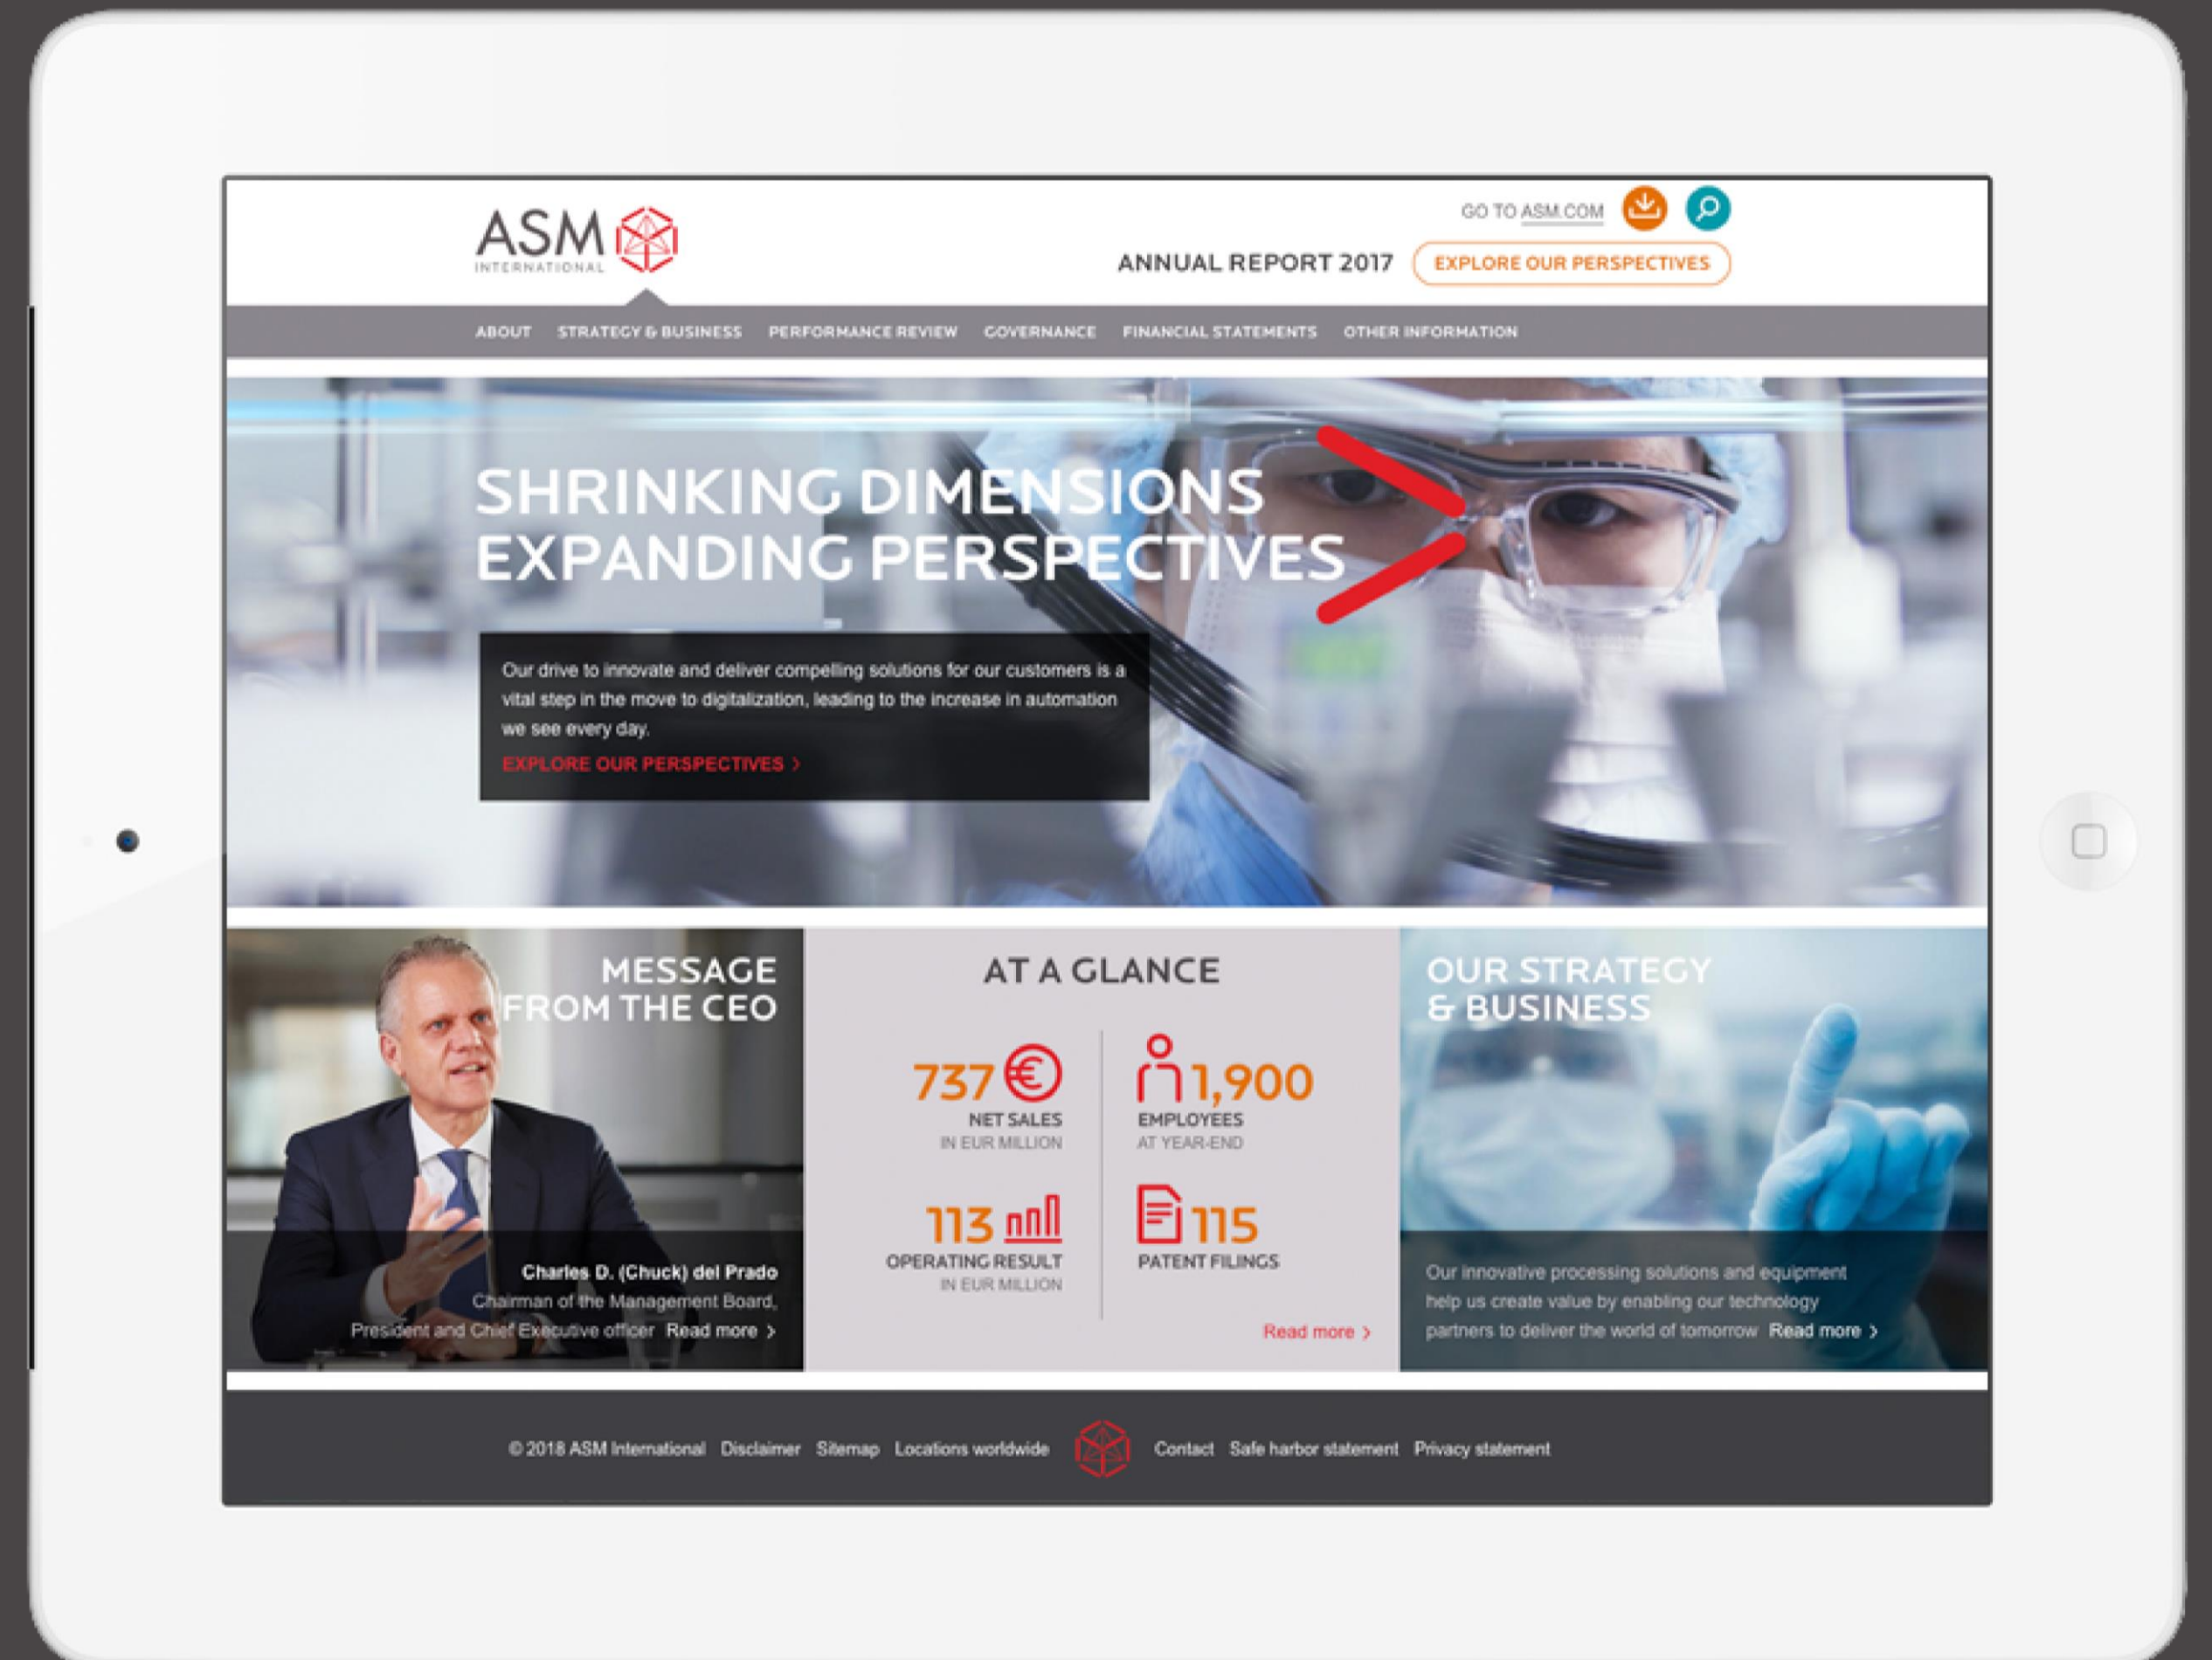 ASM
INTERNATIONAL
GO TO ASM.COM
ANNUAL REPORT 2017
EXPLORE OUR PERSPECTIVES
ABOUT STRATEGY & BUSINESS PERFORMANCE REVIEW GOVERNANCE FINANCIAL STATEMENTS OTHER INFORMATION
SHRINKING DIMENSIONS
EXPANDING PERSPECTIVES
Our drive to innovate and deliver compelling solutions for our customers is a
vital step in the move to digitalization, leading to the increase in automation
we see every day.
EXPLORE OUR PERSPECTIVES >
MESSAGE
FROM THE CEO
Charles D. (Chuck) del Prado
Chairman of the Management Board,
President and Chief Executive officer Read more >
AT A GLANCE
737 €
NET SALES
IN EUR MILLION
1,900
EMPLOYEES
AT YEAR-END
113
OPERATING RESULT
IN EUR MILLION
115
PATENT FILINGS
Read more >
OUR STRATEGY
& BUSINESS
Our innovative processing solutions and equipment
help us create value by enabling our technology
partners to deliver the world of tomorrow Read more >
© 2018 ASM International Disclaimer Sitemap Locations worldwide Contact Safe harbor statement Privacy statement